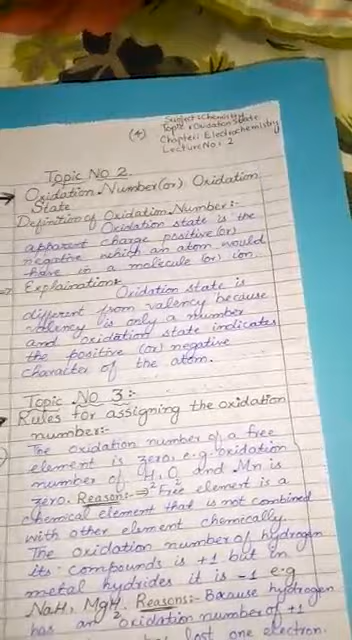 (4)
Subject: Chemistry
Topic: Oxidation State
Chapter: Electrochemistry
Lecture No: 2
Topic No 2
Oxidation Number (or) Oxidation
State
Definition of Oxidation Number:-
Oxidation state is the
apparent charge positive (or)
negative which an atom would
have in a molecule (or) ion.
Explaination:-
Oxidation state is
different from valency because
valency is only a number
and oxidation state indicates
the positive (or) negative
character of the atom.
Topic No 3:-
Rules for assigning the oxidation
number:-
The oxidation number of a free
element is zero, e.g. oxidation
number of H₂, O₂ and Mn is
zero. Reason:- ⇒ Free element is a
chemical element that is not combined
with other element chemically.
The oxidation number of hydrogen
its compounds is +1 but in
metal hydrides it is -1 e.g
NaH, MgH₂. Reasons:- Because hydrogen
has an oxidation number of +1
lost one electron.